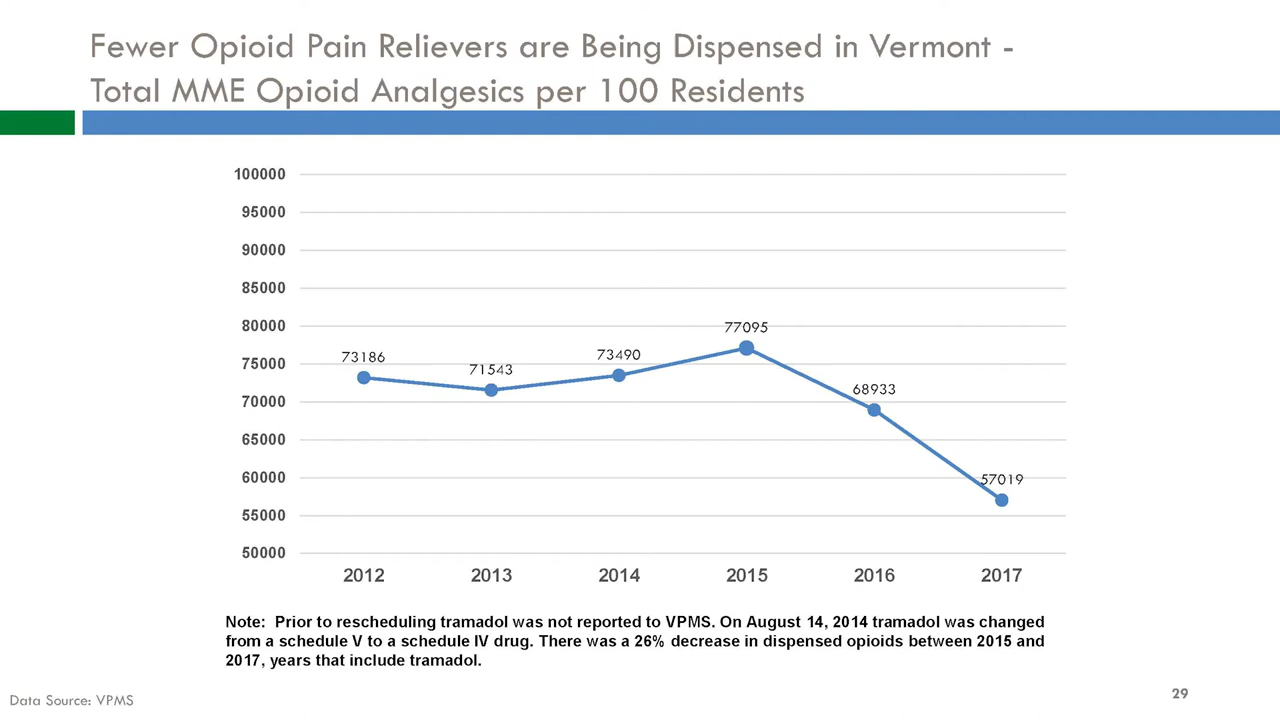 Fewer Opioid Pain Relievers are Being Dispensed in Vermont -
Total MME Opioid Analgesics per 100 Residents
100000
95000
90000
85000
80000
75000
70000
65000
60000
55000
50000
73186
71543
73490
77095
68933
57019
2012 2013 2014 2015 2016 2017
Note: Prior to rescheduling tramadol was not reported to VPMS. On August 14, 2014 tramadol was changed
from a schedule V to a schedule IV drug. There was a 26% decrease in dispensed opioids between 2015 and
2017, years that include tramadol.
Data Source: VPMS
29